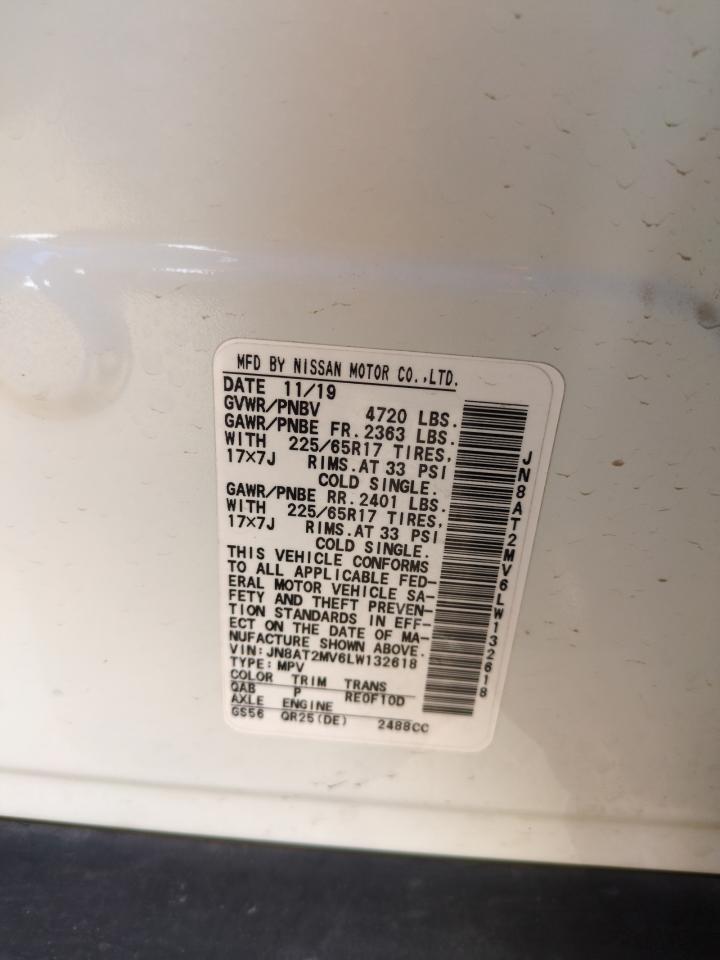 MFD BY NISSAN MOTOR CO.,LTD.
DATE 11/19
GVWR/PNBV 4720 LBS.
GAWR/PNBE FR. 2363 LBS.
WITH 225/65R17 TIRES,
17×7J RIMS.AT 33 PSI
COLD SINGLE.
GAWR/PNBE RR. 2401 LBS.
WITH 225/65R17 TIRES,
17×7J RIMS.AT 33 PSI
COLD SINGLE.
THIS VEHICLE CONFORMS
TO ALL APPLICABLE FED-
ERAL MOTOR VEHICLE SA-
FETY AND THEFT PREVEN-
TION STANDARDS IN EFF-
ECT ON THE DATE OF MA-
NUFACTURE SHOWN ABOVE.
VIN:JN8AT2MV6LW132618
TYPE:MPV
COLOR TRIM TRANS
QAB P RE0F10D
AXLE ENGINE
GS56 QR25(DE) 2488CC
JN8AT2MV6LW132618